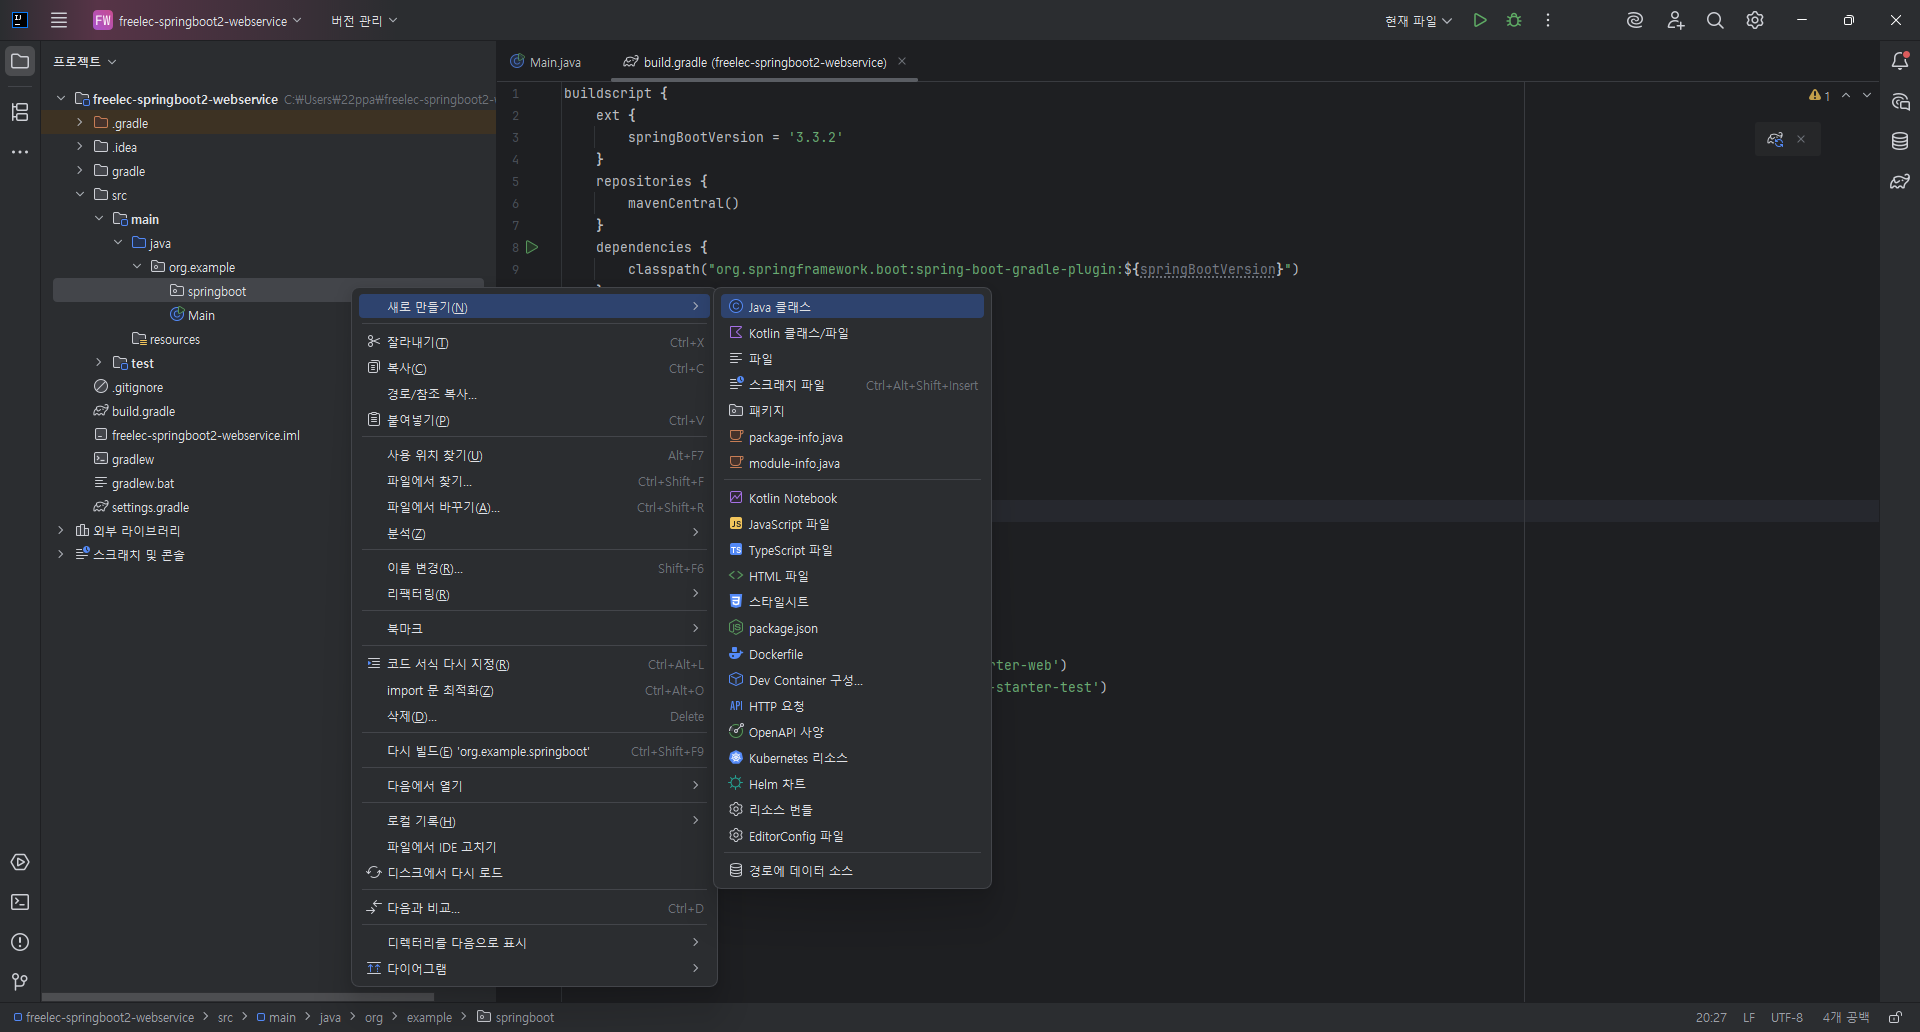 FW freelec-springboot2-webservice 버전 관리 현재 파일
프로젝트
Main.java build.gradle (freelec-springboot2-webservice)
freelec-springboot2-webservice C:₩Users₩22ppa₩freelec-springboot2-
.gradle
.idea
gradle
src
main
java
org.example
springboot
Main
resources
test
.gitignore
build.gradle
freelec-springboot2-webservice.iml
gradlew
gradlew.bat
settings.gradle
외부 라이브러리
스크래치 및 콘솔
1 buildscript {
2 ext {
3 springBootVersion = '3.3.2'
4 }
5 repositories {
6 mavenCentral()
7 }
8 dependencies {
9 classpath("org.springframework.boot:spring-boot-gradle-plugin:${springBootVersion}")
1
rter-web')
-starter-test')
새로 만들기(N)
잘라내기(T) Ctrl+X
복사(C) Ctrl+C
경로/참조 복사...
붙여넣기(P) Ctrl+V
사용 위치 찾기(U) Alt+F7
파일에서 찾기... Ctrl+Shift+F
파일에서 바꾸기(A)... Ctrl+Shift+R
분석(Z)
이름 변경(R)... Shift+F6
리팩터링(R)
북마크
코드 서식 다시 지정(R) Ctrl+Alt+L
import 문 최적화(Z) Ctrl+Alt+O
삭제(D)... Delete
다시 빌드(E) 'org.example.springboot' Ctrl+Shift+F9
다음에서 열기
로컬 기록(H)
파일에서 IDE 고치기
디스크에서 다시 로드
다음과 비교... Ctrl+D
디렉터리를 다음으로 표시
다이어그램
Java 클래스
Kotlin 클래스/파일
파일
스크래치 파일 Ctrl+Alt+Shift+Insert
패키지
package-info.java
module-info.java
Kotlin Notebook
JS JavaScript 파일
TS TypeScript 파일
HTML 파일
스타일시트
package.json
Dockerfile
Dev Container 구성...
API HTTP 요청
OpenAPI 사양
Kubernetes 리소스
Helm 차트
리소스 번들
EditorConfig 파일
경로에 데이터 소스
freelec-springboot2-webservice > src > main > java > org > example > springboot
20:27 LF UTF-8 4개 공백